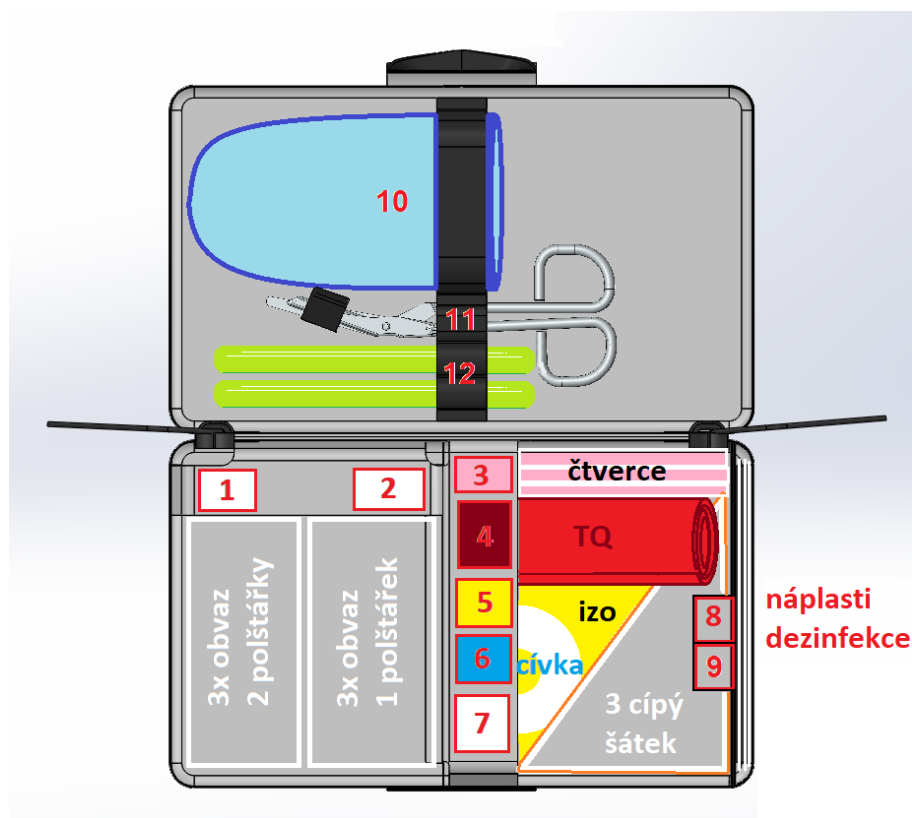 10
11
12
1
2
3
čtverce
4
TQ
3x obvaz
2 polštářky
3x obvaz
1 polštářek
5
izo
6
cívka
7
3 cípý
šátek
8
9
náplasti
dezinfekce